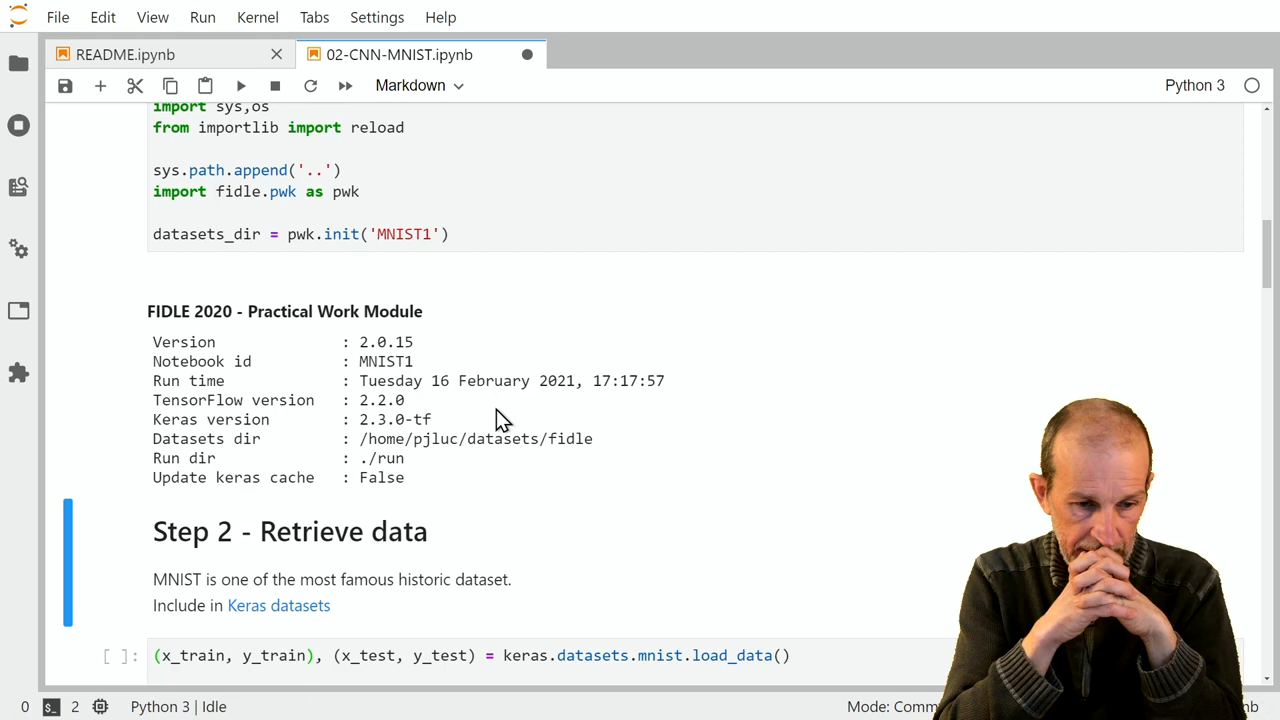 File Edit View Run Kernel Tabs Settings Help
README.ipynb 02-CNN-MNIST.ipynb
Markdown Python 3
import sys,os
from importlib import reload
sys.path.append('..')
import fidle.pwk as pwk
datasets_dir = pwk.init('MNIST1')
FIDLE 2020 - Practical Work Module
Version : 2.0.15
Notebook id : MNIST1
Run time : Tuesday 16 February 2021, 17:17:57
TensorFlow version : 2.2.0
Keras version : 2.3.0-tf
Datasets dir : /home/pjluc/datasets/fidle
Run dir : ./run
Update keras cache : False
Step 2 - Retrieve data
MNIST is one of the most famous historic dataset.
Include in Keras datasets
[ ]: (x_train, y_train), (x_test, y_test) = keras.datasets.mnist.load_data()
0 $_ 2 Python 3 | Idle Mode: